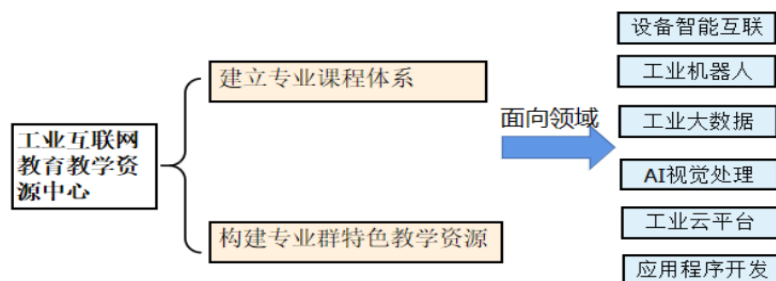 工业互联网
教育教学资
源中心
建立专业课程体系
构建专业群特色教学资源
面向领域
设备智能互联
工业机器人
工业大数据
AI视觉处理
工业云平台
应用程序开发